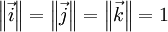 ‖i⃗‖ = ‖j⃗‖ = ‖k⃗‖ = 1